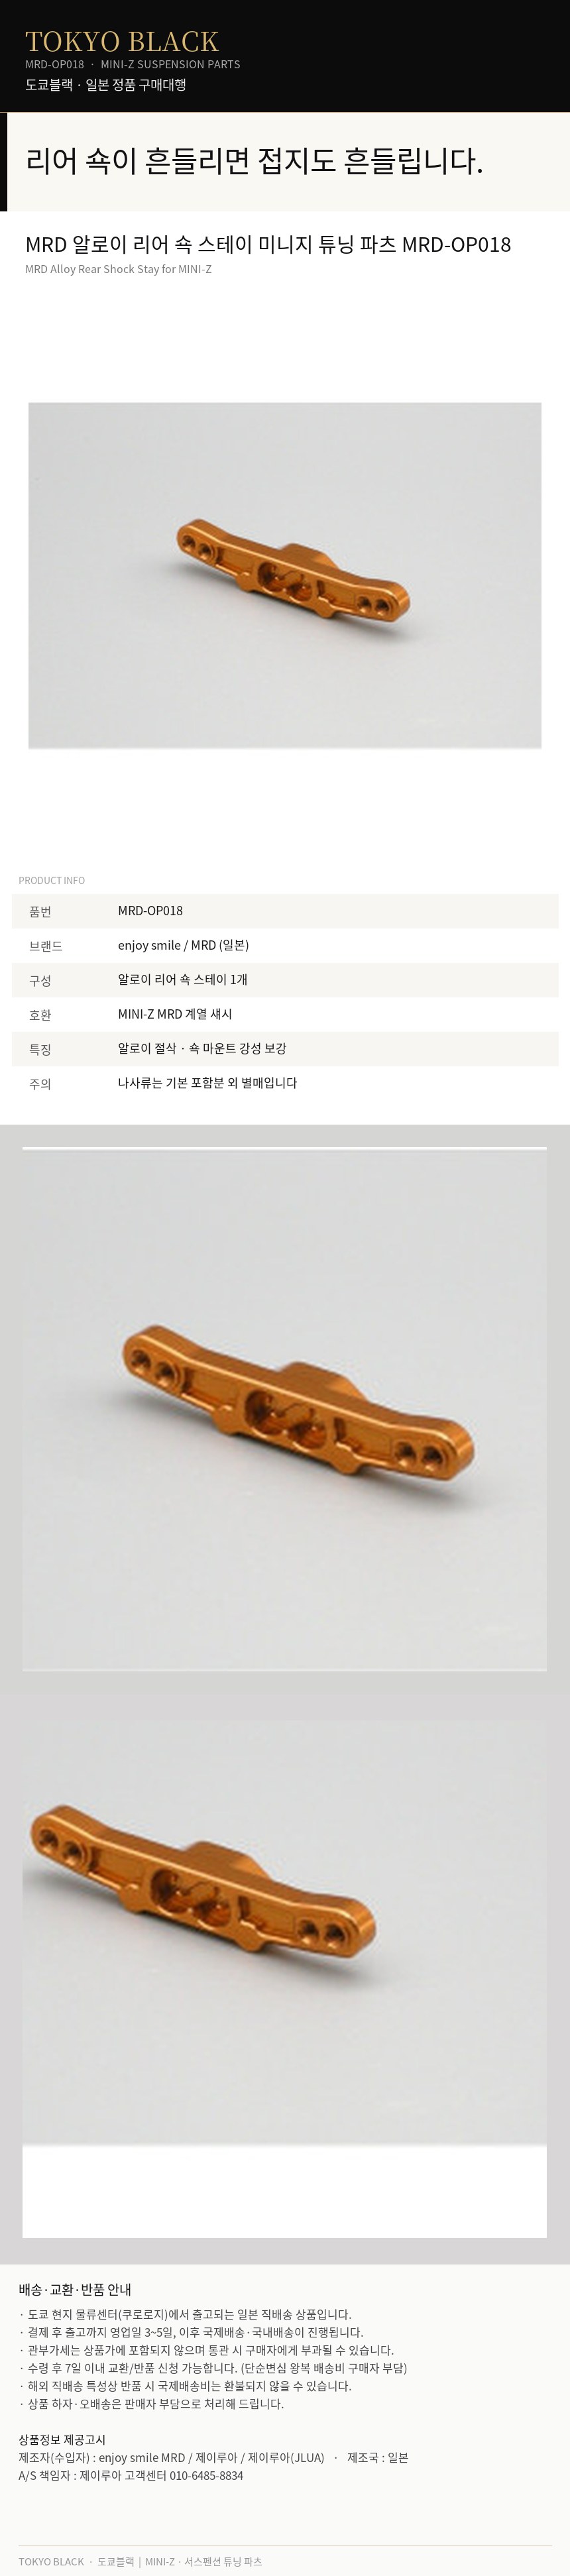 TOKYO BLACK
MRD-OP018 · MINI-Z SUSPENSION PARTS
도쿄블랙 · 일본 정품 구매대행
리어 쇽이 흔들리면 접지도 흔들립니다.
MRD 알로이 리어 쇽 스테이 미니지 튜닝 파츠 MRD-OP018
MRD Alloy Rear Shock Stay for MINI-Z
PRODUCT INFO
품번 MRD-OP018
브랜드 enjoy smile / MRD (일본)
구성 알로이 리어 쇽 스테이 1개
호환 MINI-Z MRD 계열 섀시
특징 알로이 절삭 · 쇽 마운트 강성 보강
주의 나사류는 기본 포함분 외 별매입니다
배송·교환·반품 안내
· 도쿄 현지 물류센터(쿠로로지)에서 출고되는 일본 직배송 상품입니다.
· 결제 후 출고까지 영업일 3~5일, 이후 국제배송·국내배송이 진행됩니다.
· 관부가세는 상품가에 포함되지 않으며 통관 시 구매자에게 부과될 수 있습니다.
· 수령 후 7일 이내 교환/반품 신청 가능합니다. (단순변심 왕복 배송비 구매자 부담)
· 해외 직배송 특성상 반품 시 국제배송비는 환불되지 않을 수 있습니다.
· 상품 하자·오배송은 판매자 부담으로 처리해 드립니다.
상품정보 제공고시
제조자(수입자) : enjoy smile MRD / 제이루아 / 제이루아(JLUA) · 제조국 : 일본
A/S 책임자 : 제이루아 고객센터 010-6485-8834
TOKYO BLACK · 도쿄블랙 | MINI-Z · 서스펜션 튜닝 파츠